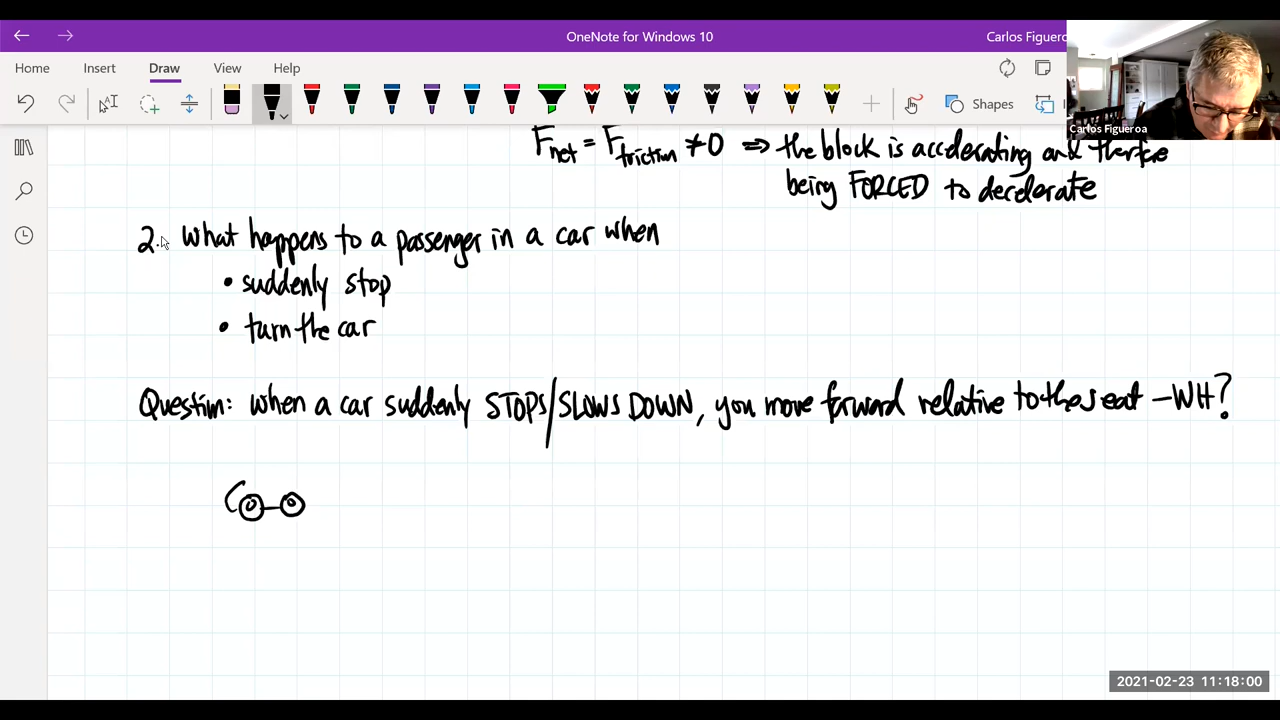 OneNote for Windows 10
Carlos Figuero
Home Insert Draw View Help
Shapes
Carlos Figueroa
Fnet = Ffriction ≠ 0 ⇒ the block is accelerating and therefore
being FORCED to decelerate
2. What happens to a passenger in a car when
• suddenly stop
• turn the car
Question: when a car suddenly STOPS/SLOWS DOWN, you move forward relative to the seat – WH?
2021-02-23 11:18:00